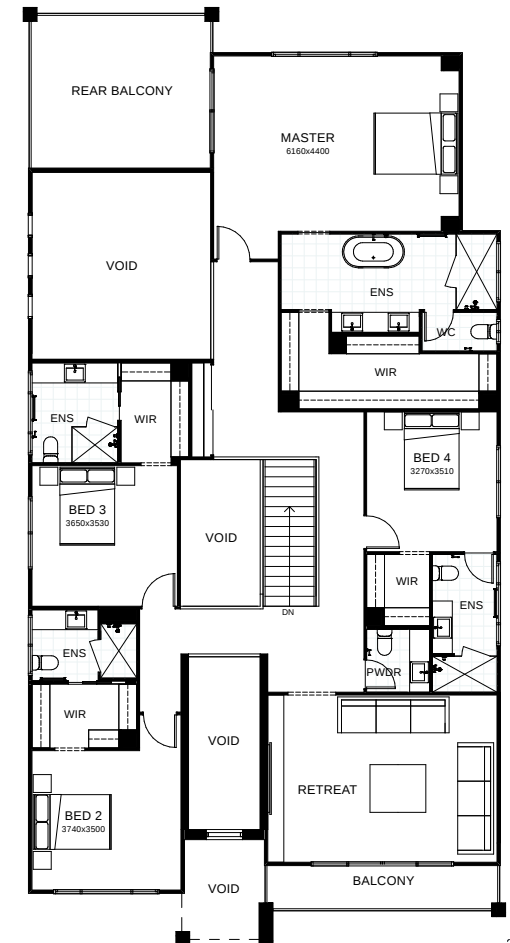 REAR BALCONY
MASTER
6160x4400
VOID
ENS
WC
WIR
ENS
WIR
BED 4
3270x3510
BED 3
3650x3530
VOID
WIR
ENS
DN
ENS
PWDR
WIR
VOID
RETREAT
BED 2
3740x3500
BALCONY
VOID